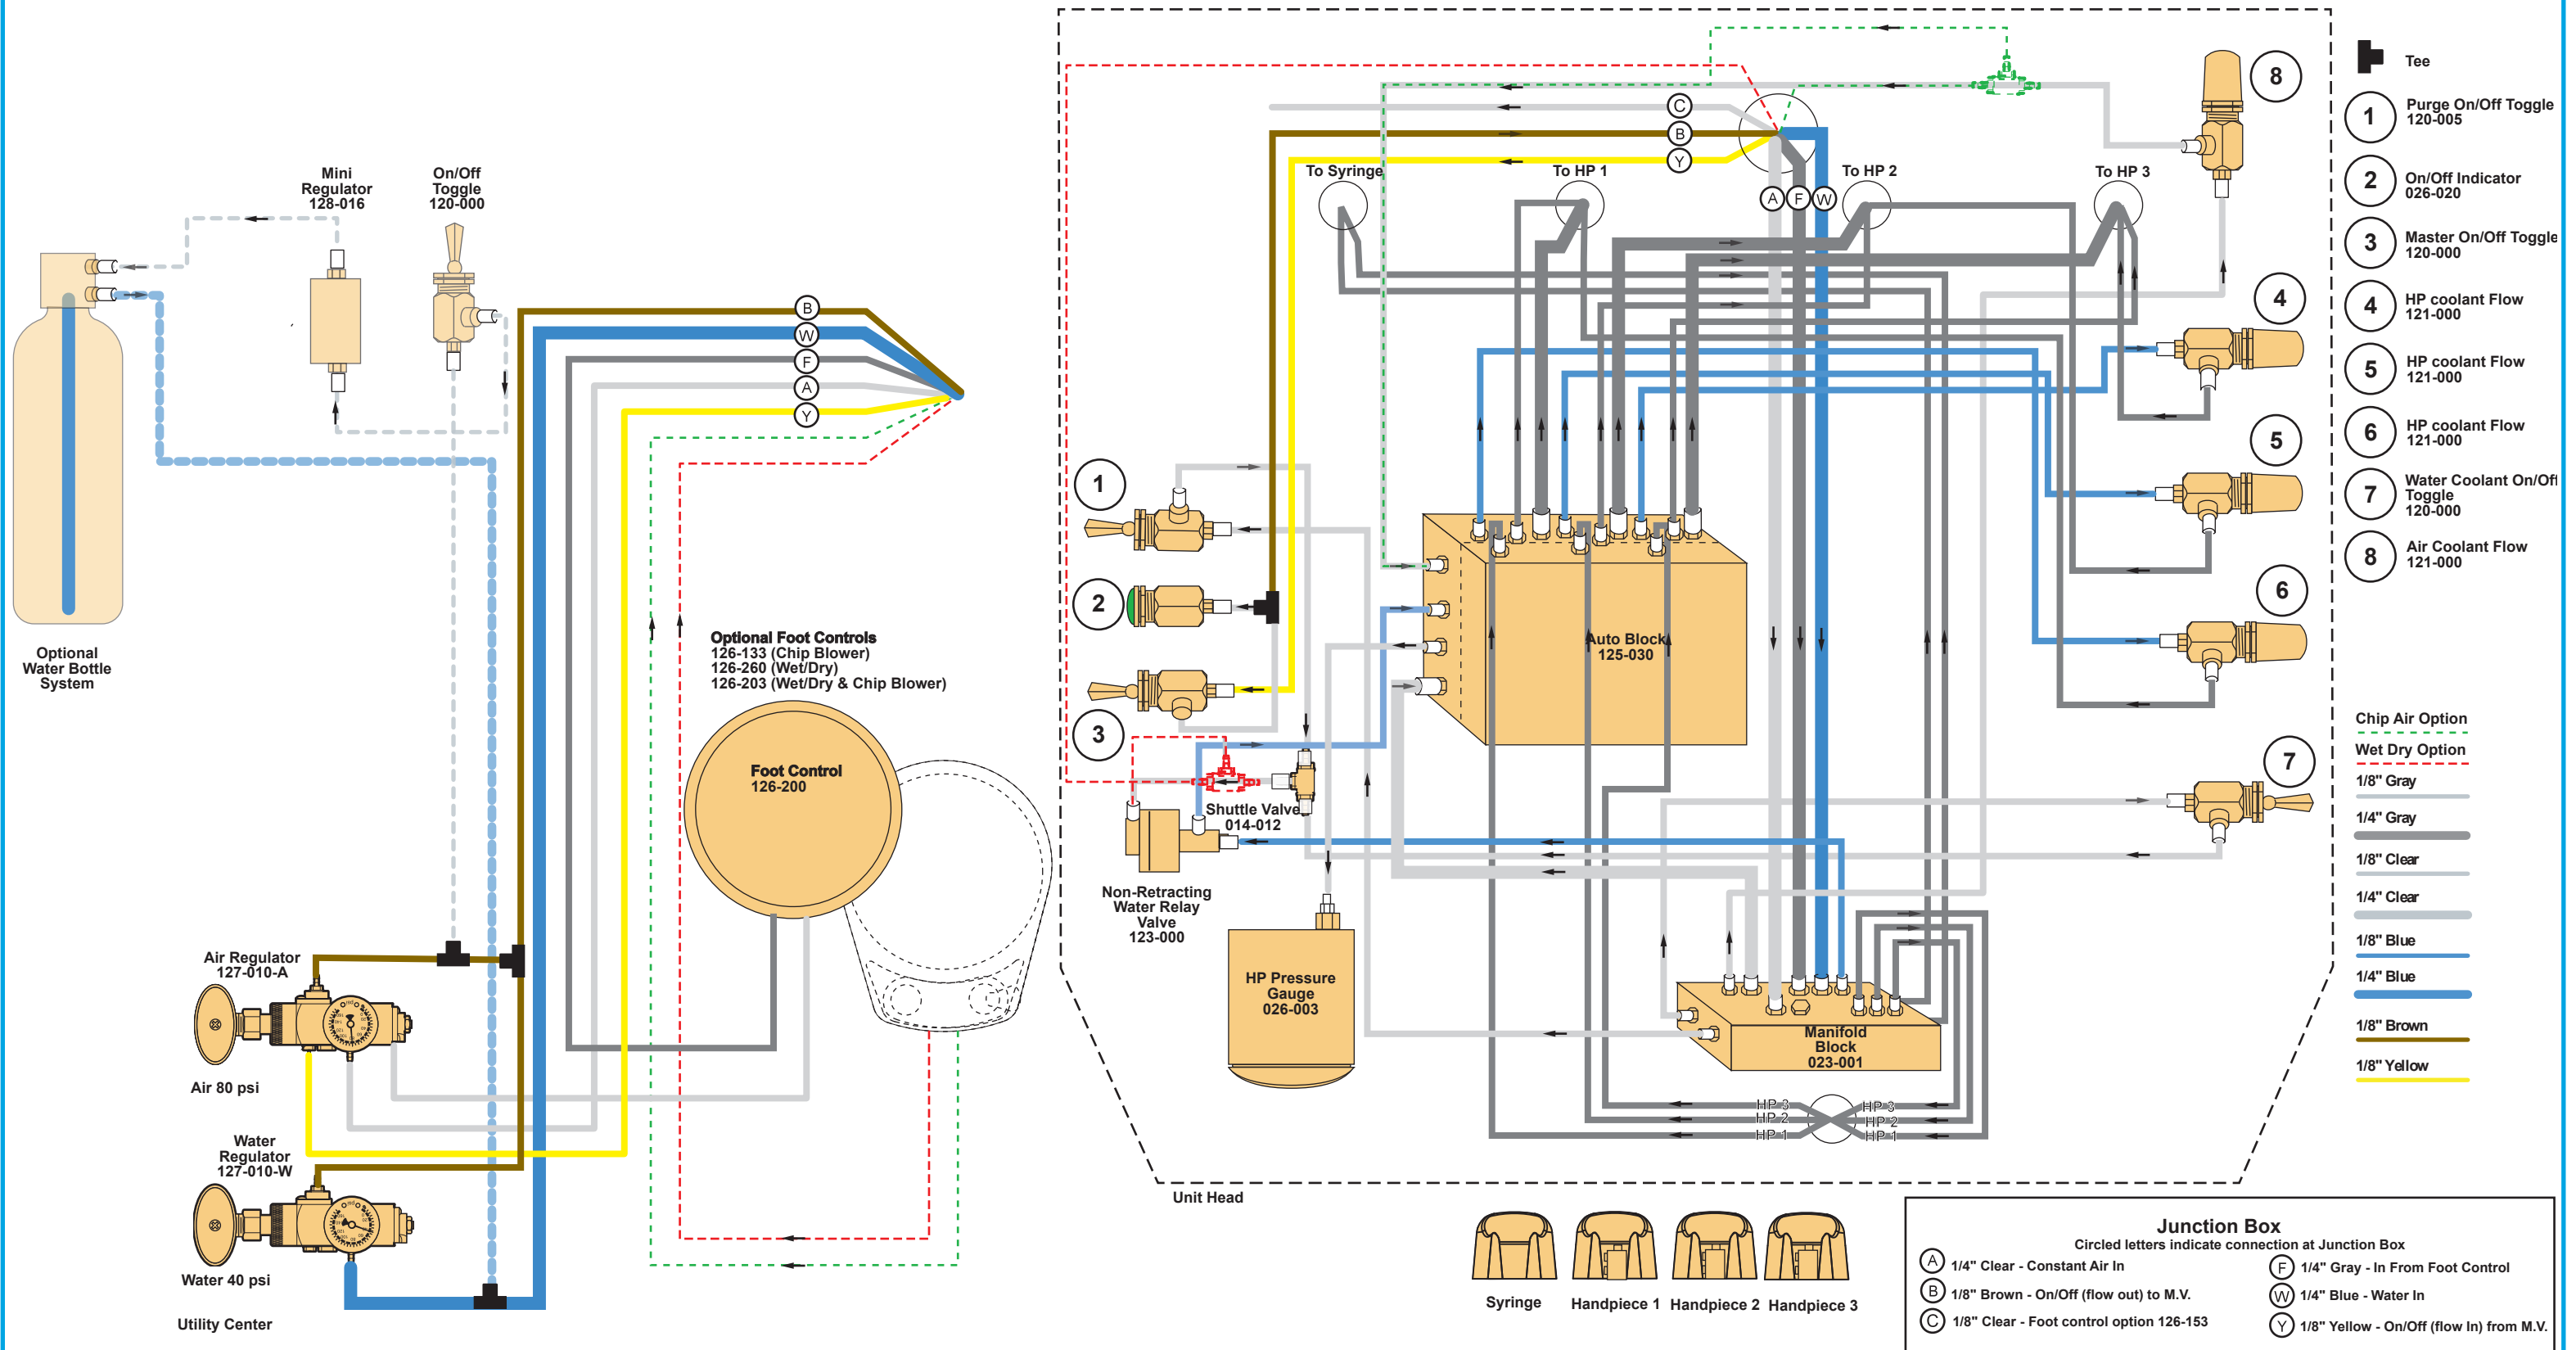 Mini
Regulator
128-016
On/Off
Toggle
120-000
Optional
Water Bottle
System
B
W
F
A
Y
Optional Foot Controls
126-133 (Chip Blower)
126-260 (Wet/Dry)
126-203 (Wet/Dry & Chip Blower)
Foot Control
126-200
Air Regulator
127-010-A
Air 80 psi
Water
Regulator
127-010-W
Water 40 psi
Utility Center
C
B
Y
To Syringe
To HP 1
A
F
W
To HP 2
To HP 3
8
4
5
6
7
1
2
3
Auto Block
125-030
Shuttle Valve
014-012
Non-Retracting
Water Relay
Valve
123-000
HP Pressure
Gauge
026-003
Manifold
Block
023-001
HP 3
HP 2
HP 1
HP 3
HP 2
HP 1
Unit Head
Syringe
Handpiece 1
Handpiece 2
Handpiece 3
Tee
1
Purge On/Off Toggle
120-005
2
On/Off Indicator
026-020
3
Master On/Off Toggle
120-000
4
HP coolant Flow
121-000
5
HP coolant Flow
121-000
6
HP coolant Flow
121-000
7
Water Coolant On/Off
Toggle
120-000
8
Air Coolant Flow
121-000
Chip Air Option
Wet Dry Option
1/8" Gray
1/4" Gray
1/8" Clear
1/4" Clear
1/8" Blue
1/4" Blue
1/8" Brown
1/8" Yellow
Junction Box
Circled letters indicate connection at Junction Box
A 1/4" Clear - Constant Air In
B 1/8" Brown - On/Off (flow out) to M.V.
C 1/8" Clear - Foot control option 126-153
F 1/4" Gray - In From Foot Control
W 1/4" Blue - Water In
Y 1/8" Yellow - On/Off (flow In) from M.V.